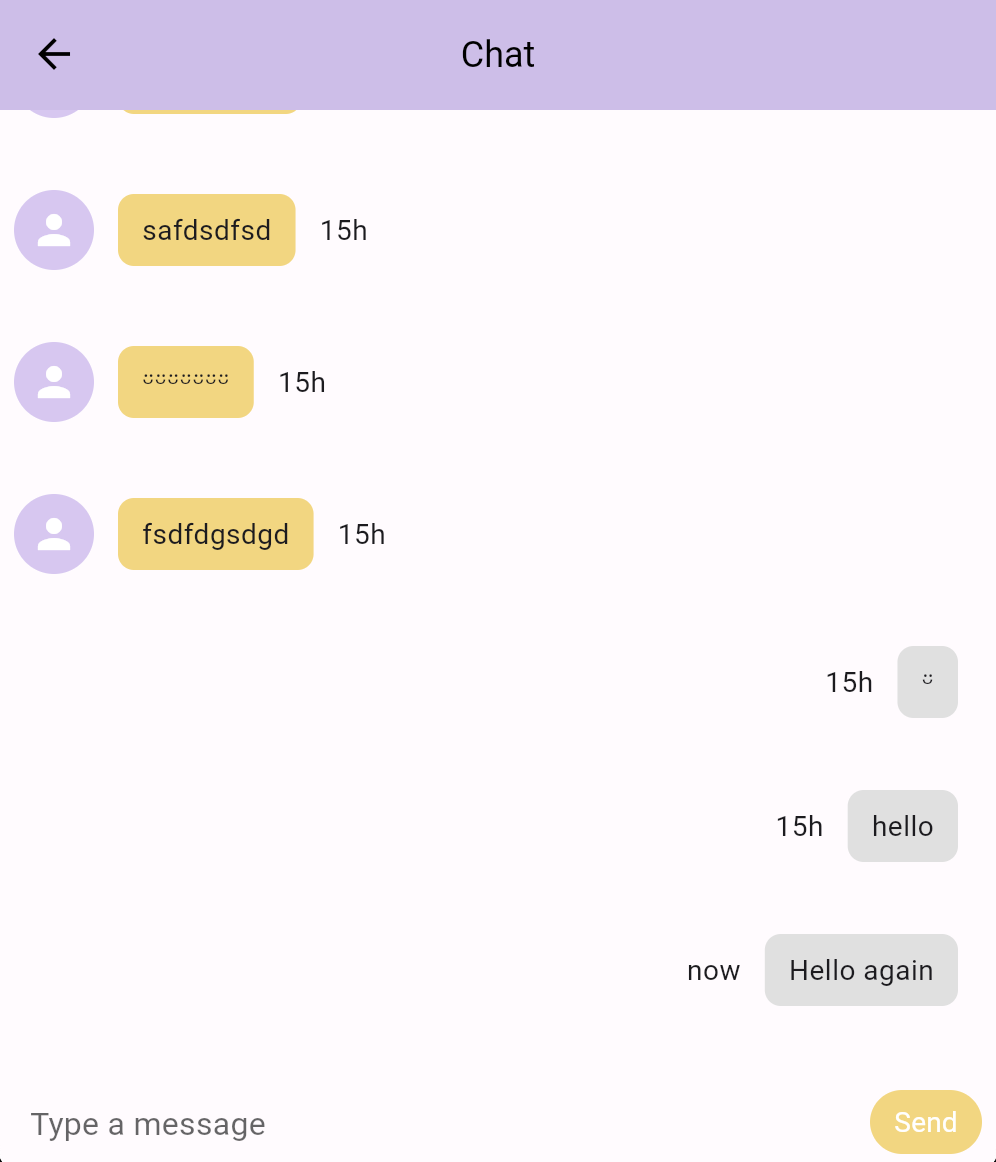 Chat
safdsdfsd 15h
ᵕ̈ᵕ̈ᵕ̈ᵕ̈ᵕ̈ᵕ̈ᵕ̈ 15h
fsdfdgsdgd 15h
15h ᵕ̈
15h hello
now Hello again
Type a message
Send